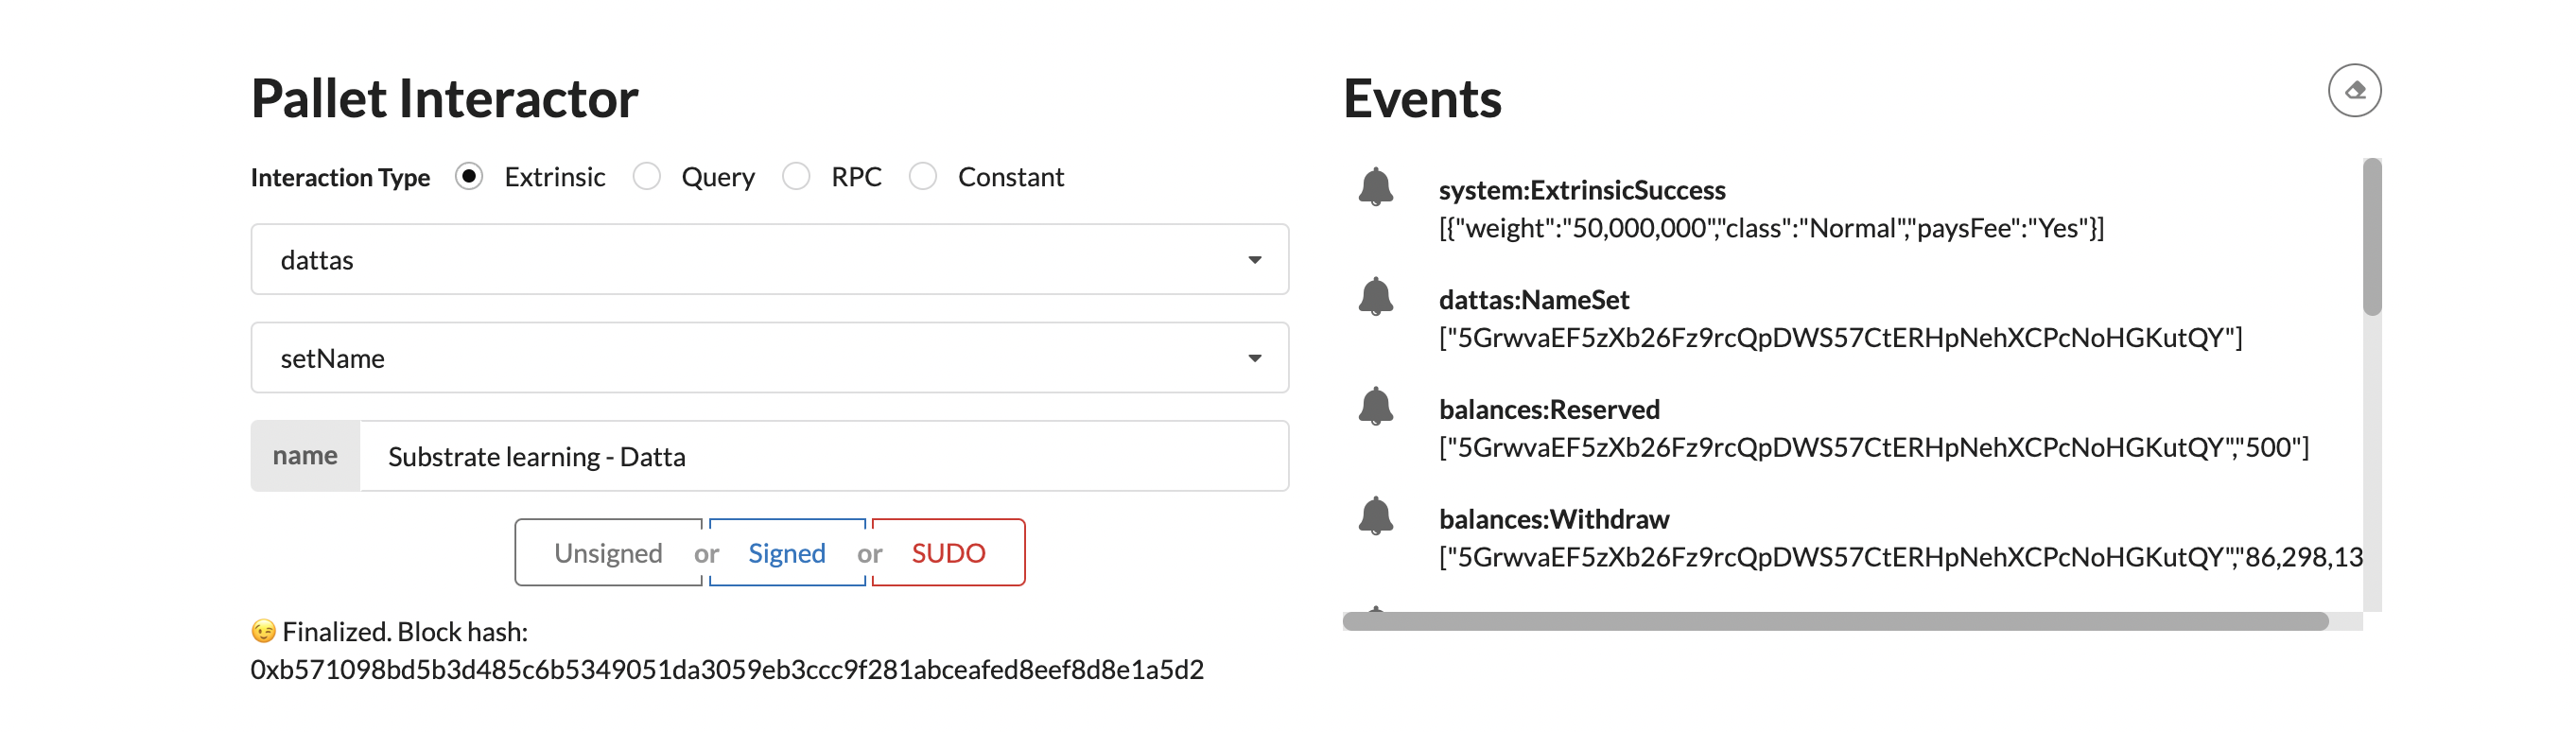 Pallet Interactor
Interaction Type Extrinsic Query RPC Constant
dattas
setName
name Substrate learning - Datta
Unsigned or Signed or SUDO
😉 Finalized. Block hash:
0xb571098bd5b3d485c6b5349051da3059eb3ccc9f281abceafed8eef8d8e1a5d2
Events
system:ExtrinsicSuccess
[{"weight":"50,000,000","class":"Normal","paysFee":"Yes"}]
dattas:NameSet
["5GrwvaEF5zXb26Fz9rcQpDWS57CtERHpNehXCPcNoHGKutQY"]
balances:Reserved
["5GrwvaEF5zXb26Fz9rcQpDWS57CtERHpNehXCPcNoHGKutQY","500"]
balances:Withdraw
["5GrwvaEF5zXb26Fz9rcQpDWS57CtERHpNehXCPcNoHGKutQY","86,298,13